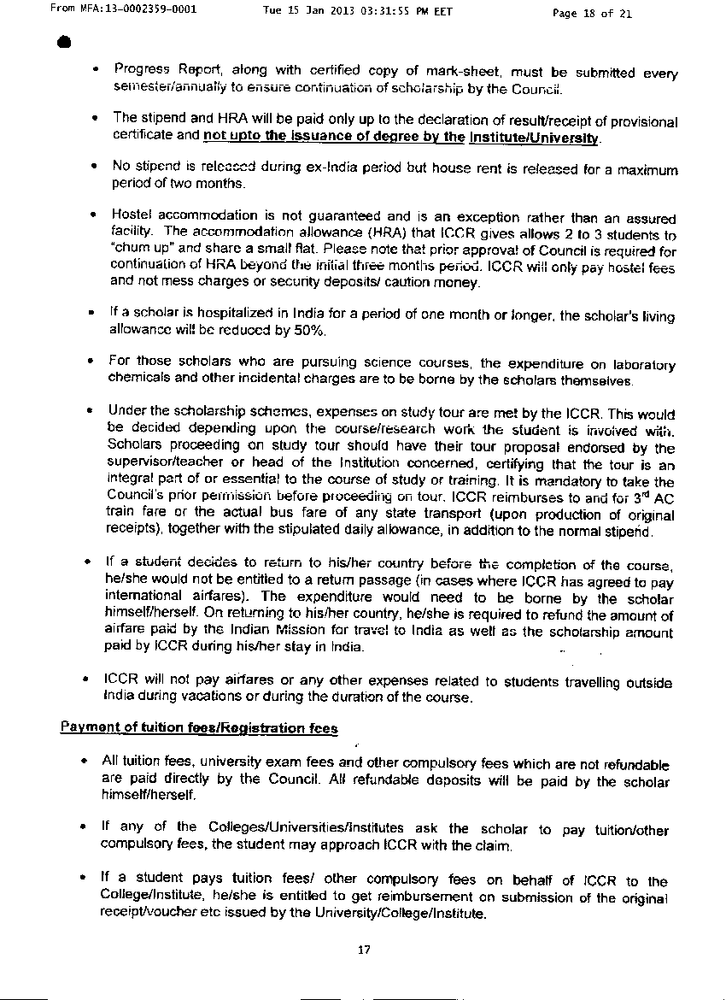 From MFA:13-0002359-0001 Tue 15 Jan 2013 03:31:55 PM EET Page 18 of 21
• Progress Report, along with certified copy of mark-sheet, must be submitted every
semester/annually to ensure continuation of scholarship by the Council.
• The stipend and HRA will be paid only up to the declaration of result/receipt of provisional
certificate and not upto the issuance of degree by the Institute/University.
• No stipend is released during ex-India period but house rent is released for a maximum
period of two months.
• Hostel accommodation is not guaranteed and is an exception rather than an assured
facility. The accommodation allowance (HRA) that ICCR gives allows 2 to 3 students to
"chum up" and share a small flat. Please note that prior approval of Council is required for
continuation of HRA beyond the initial three months period. ICCR will only pay hostel fees
and not mess charges or security deposits/ caution money.
• If a scholar is hospitalized in India for a period of one month or longer, the scholar's living
allowance will be reduced by 50%.
• For those scholars who are pursuing science courses, the expenditure on laboratory
chemicals and other incidental charges are to be borne by the scholars themselves.
• Under the scholarship schemes, expenses on study tour are met by the ICCR. This would
be decided depending upon the course/research work the student is involved with.
Scholars proceeding on study tour should have their tour proposal endorsed by the
supervisor/teacher or head of the Institution concerned, certifying that the tour is an
integral part of or essential to the course of study or training. It is mandatory to take the
Council's prior permission before proceeding on tour. ICCR reimburses to and for 3rd AC
train fare or the actual bus fare of any state transport (upon production of original
receipts), together with the stipulated daily allowance, in addition to the normal stipend.
• If a student decides to return to his/her country before the completion of the course,
he/she would not be entitled to a return passage (in cases where ICCR has agreed to pay
international airfares). The expenditure would need to be borne by the scholar
himself/herself. On returning to his/her country, he/she is required to refund the amount of
airfare paid by the Indian Mission for travel to India as well as the scholarship amount
paid by ICCR during his/her stay in India.
• ICCR will not pay airfares or any other expenses related to students travelling outside
India during vacations or during the duration of the course.
Payment of tuition fees/Registration fees
• All tuition fees, university exam fees and other compulsory fees which are not refundable
are paid directly by the Council. All refundable deposits will be paid by the scholar
himself/herself.
• If any of the Colleges/Universities/Institutes ask the scholar to pay tuition/other
compulsory fees, the student may approach ICCR with the claim.
• If a student pays tuition fees/ other compulsory fees on behalf of ICCR to the
College/Institute, he/she is entitled to get reimbursement on submission of the original
receipt/voucher etc issued by the University/College/Institute.
17